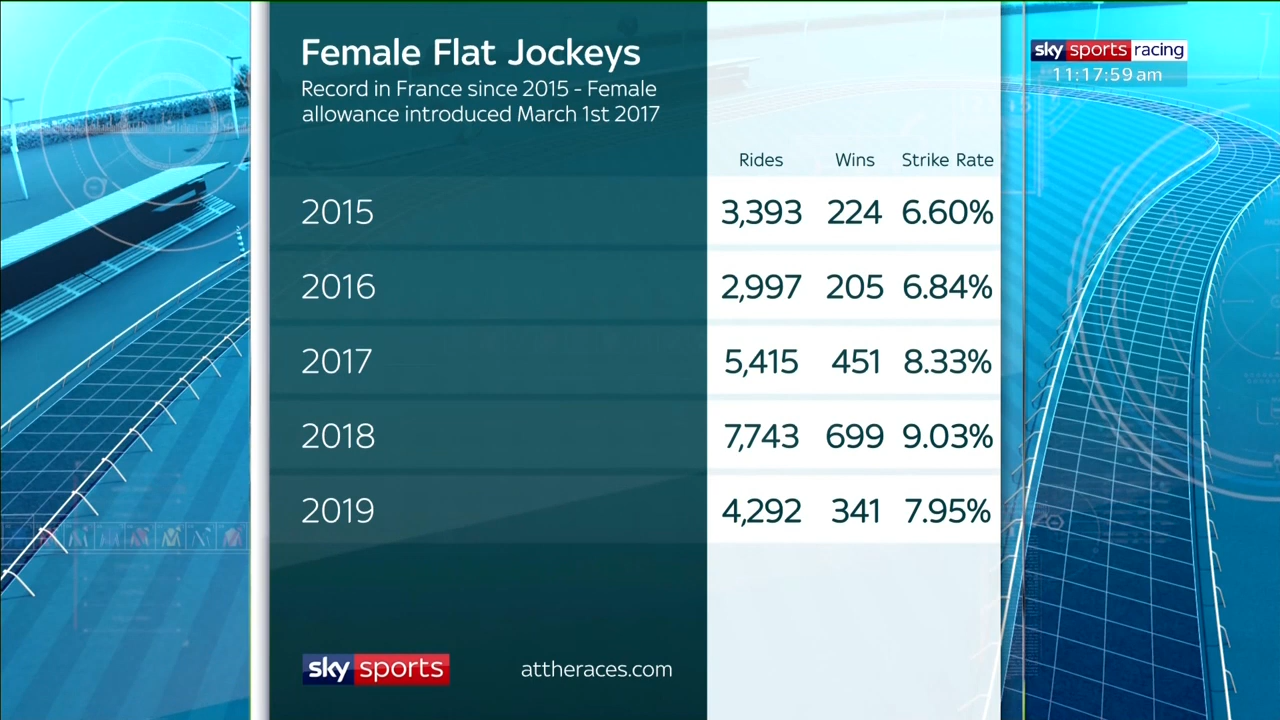 Female Flat Jockeys
Record in France since 2015 - Female
allowance introduced March 1st 2017
sky sports racing
11:17:59 am
Rides Wins Strike Rate
2015 3,393 224 6.60%
2016 2,997 205 6.84%
2017 5,415 451 8.33%
2018 7,743 699 9.03%
2019 4,292 341 7.95%
sky sports
attheraces.com